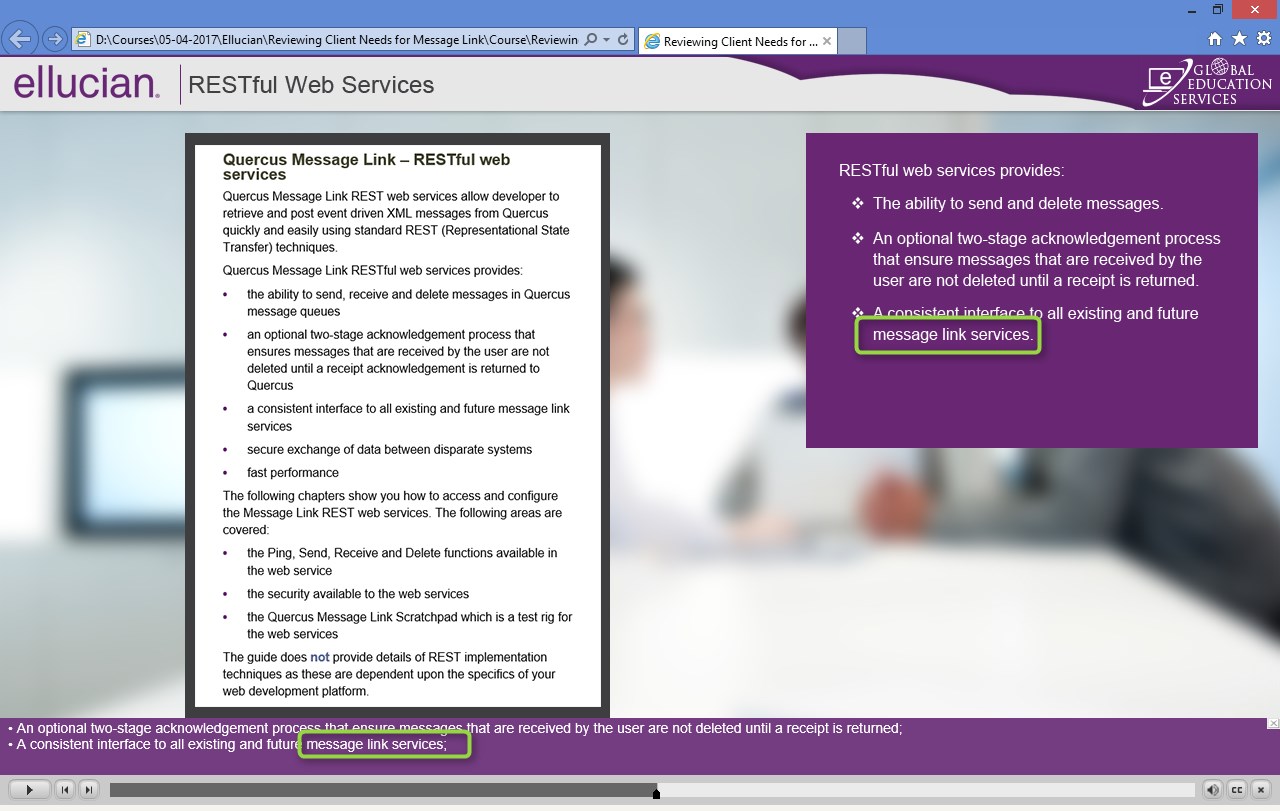 D:\Courses\05-04-2017\Ellucian\Reviewing Client Needs for Message Link\Course\Reviewin
Reviewing Client Needs for ...
ellucian.
RESTful Web Services
GLOBAL
EDUCATION
SERVICES
Quercus Message Link – RESTful web
services
Quercus Message Link REST web services allow developer to
retrieve and post event driven XML messages from Quercus
quickly and easily using standard REST (Representational State
Transfer) techniques.
Quercus Message Link RESTful web services provides:
• the ability to send, receive and delete messages in Quercus
message queues
• an optional two-stage acknowledgement process that
ensures messages that are received by the user are not
deleted until a receipt acknowledgement is returned to
Quercus
• a consistent interface to all existing and future message link
services
• secure exchange of data between disparate systems
• fast performance
The following chapters show you how to access and configure
the Message Link REST web services. The following areas are
covered:
• the Ping, Send, Receive and Delete functions available in
the web service
• the security available to the web services
• the Quercus Message Link Scratchpad which is a test rig for
the web services
The guide does not provide details of REST implementation
techniques as these are dependent upon the specifics of your
web development platform.
RESTful web services provides:
❖ The ability to send and delete messages.
❖ An optional two-stage acknowledgement process
that ensure messages that are received by the
user are not deleted until a receipt is returned.
❖ A consistent interface to all existing and future
message link services.
• An optional two-stage acknowledgement process that ensure messages that are received by the user are not deleted until a receipt is returned;
• A consistent interface to all existing and future message link services;
CC